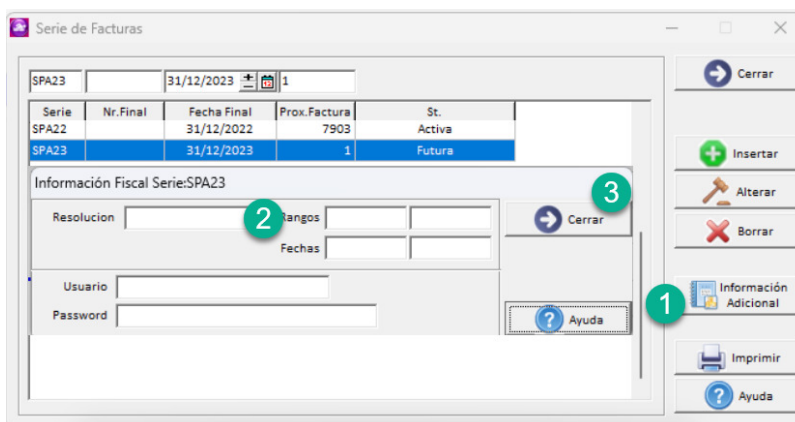 Serie de Facturas
SPA23 31/12/2023 1
Cerrar
Serie Nr.Final Fecha Final Prox.Factura St.
SPA22 31/12/2022 7903 Activa
SPA23 31/12/2023 1 Futura
Insertar
Información Fiscal Serie:SPA23
3
Alterar
Resolucion 2 Rangos Cerrar
Borrar
Fechas
Usuario
Información
1 Adicional
Password Ayuda
Imprimir
Ayuda